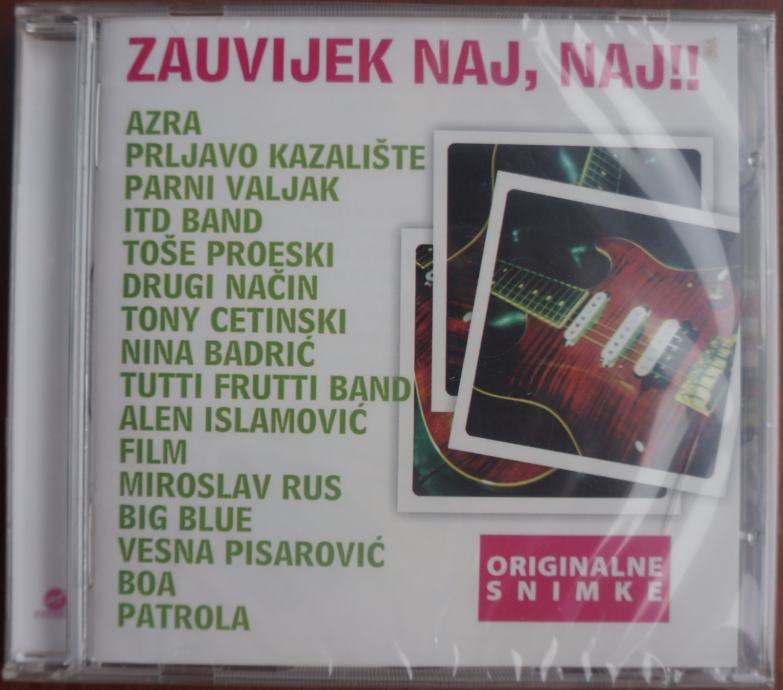 ZAUVIJEK NAJ, NAJ!!
AZRA
PRLJAVO KAZALIŠTE
PARNI VALJAK
ITD BAND
TOŠE PROESKI
DRUGI NAČIN
TONY CETINSKI
NINA BADRIĆ
TUTTI FRUTTI BAND
ALEN ISLAMOVIĆ
FILM
MIROSLAV RUS
BIG BLUE
VESNA PISAROVIĆ
BOA
PATROLA
ORIGINALNE
SNIMKE